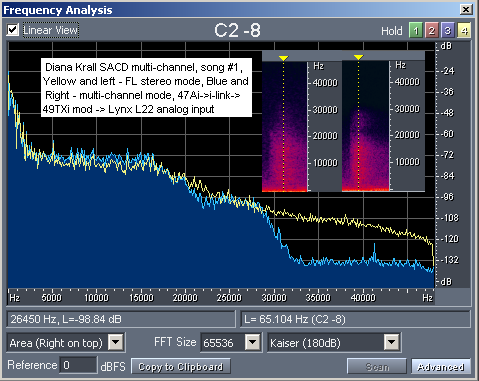 Frequency Analysis
Linear View
C2 -8
Hold 1 2 3 4
Diana Krall SACD multi-channel, song #1,
Yellow and left - FL stereo mode, Blue and
Right - multi-channel mode, 47Ai->i-link->
49TXi mod -> Lynx L22 analog input
Hz
40000
30000
20000
10000
Hz
40000
30000
20000
10000
dB
-12
-24
-36
-48
-60
-72
-84
-96
-108
-120
-132
dB
Hz 5000 10000 15000 20000 25000 30000 35000 40000 Hz
26450 Hz, L=-98.84 dB
L= 65.104 Hz (C2 -8)
Area (Right on top)
FFT Size 65536
Kaiser (180dB)
Reference 0 dBFS
Copy to Clipboard
Scan
Advanced